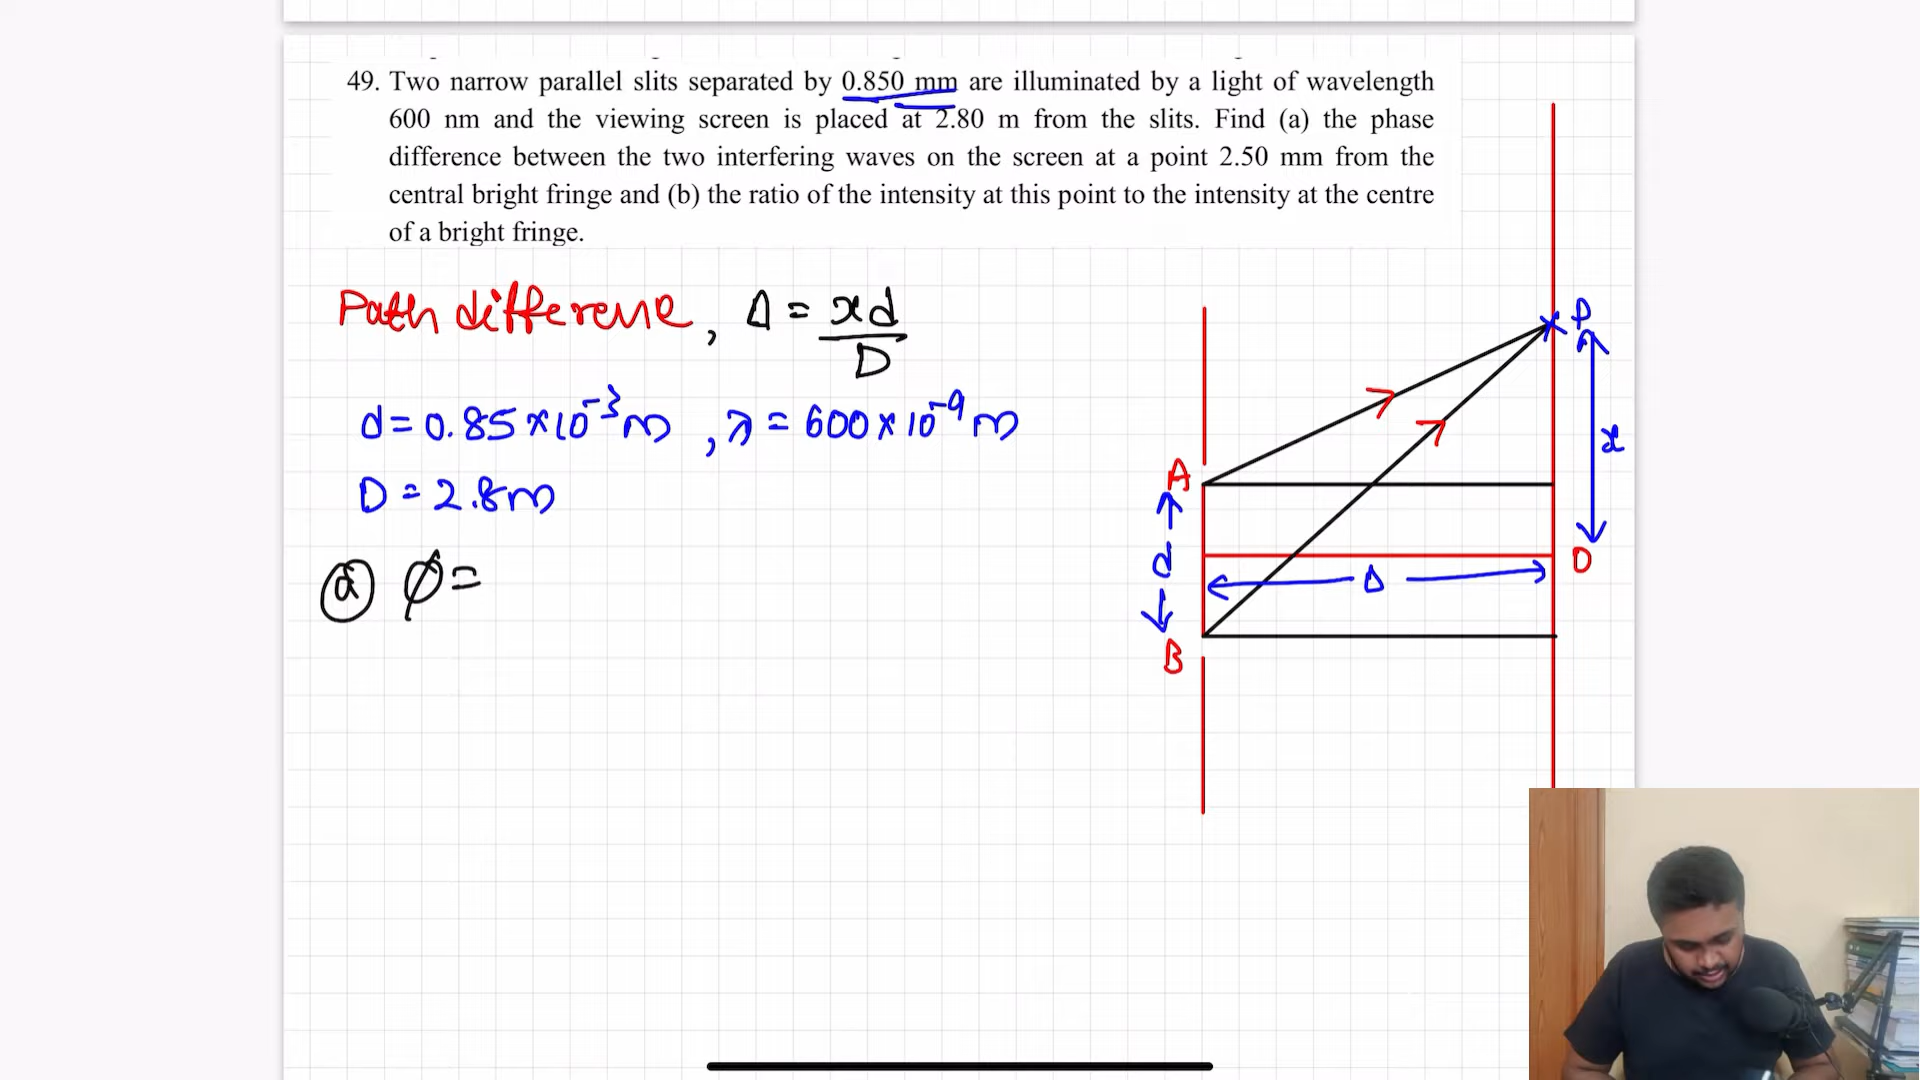 49. Two narrow parallel slits separated by 0.850 mm are illuminated by a light of wavelength
600 nm and the viewing screen is placed at 2.80 m from the slits. Find (a) the phase
difference between the two interfering waves on the screen at a point 2.50 mm from the
central bright fringe and (b) the ratio of the intensity at this point to the intensity at the centre
of a bright fringe.
Path difference, Δ = xd/D
d = 0.85 × 10⁻³ m, λ = 600 × 10⁻⁹ m
D = 2.8m
(a) ϕ =
P
x
A
d
D
O
B